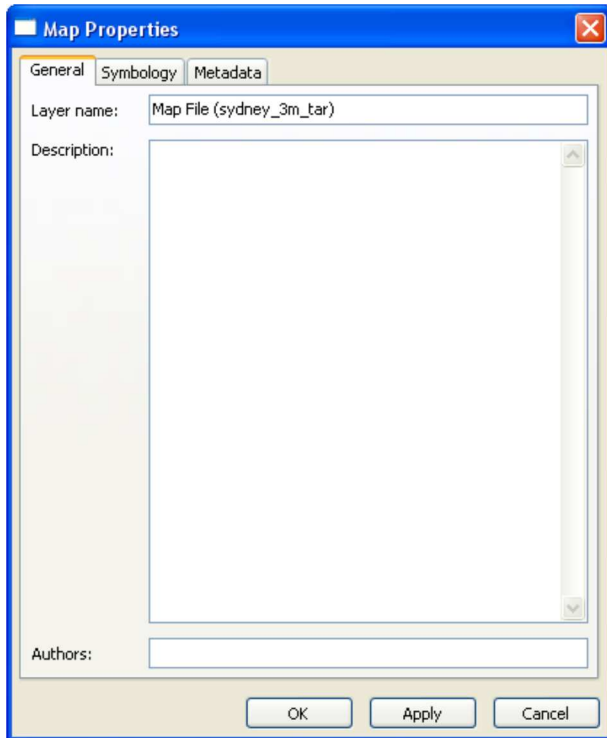 Map Properties
General Symbology Metadata
Layer name: Map File (sydney_3m_tar)
Description:
Authors:
OK Apply Cancel